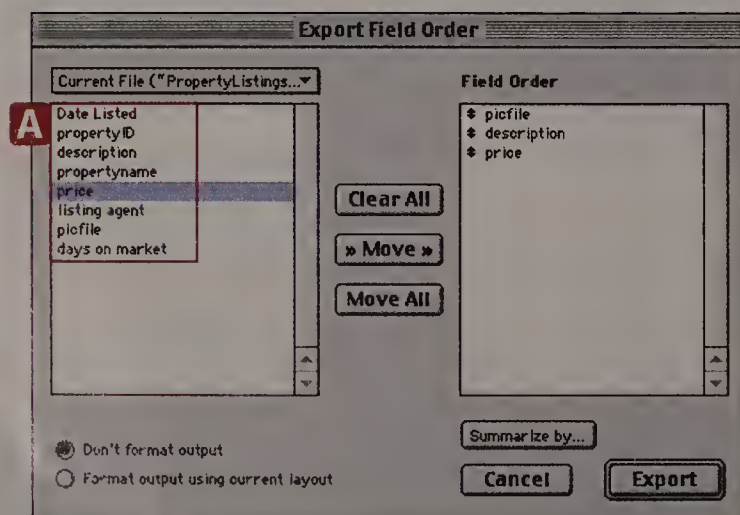 Export Field Order
Current File ("PropertyListings...
Field Order
A
Date Listed
propertyID
description
propertyname
price
listing agent
picfile
days on market
picfile
description
price
Clear All
» Move »
Move All
Summarize by...
Don't format output
Format output using current layout
Cancel
Export